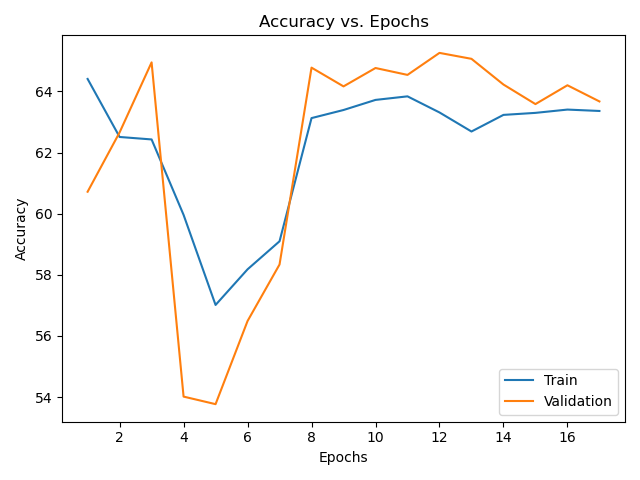 Accuracy vs. Epochs
Accuracy
64
62
60
58
56
54
Train
Validation
2 4 6 8 10 12 14 16
Epochs